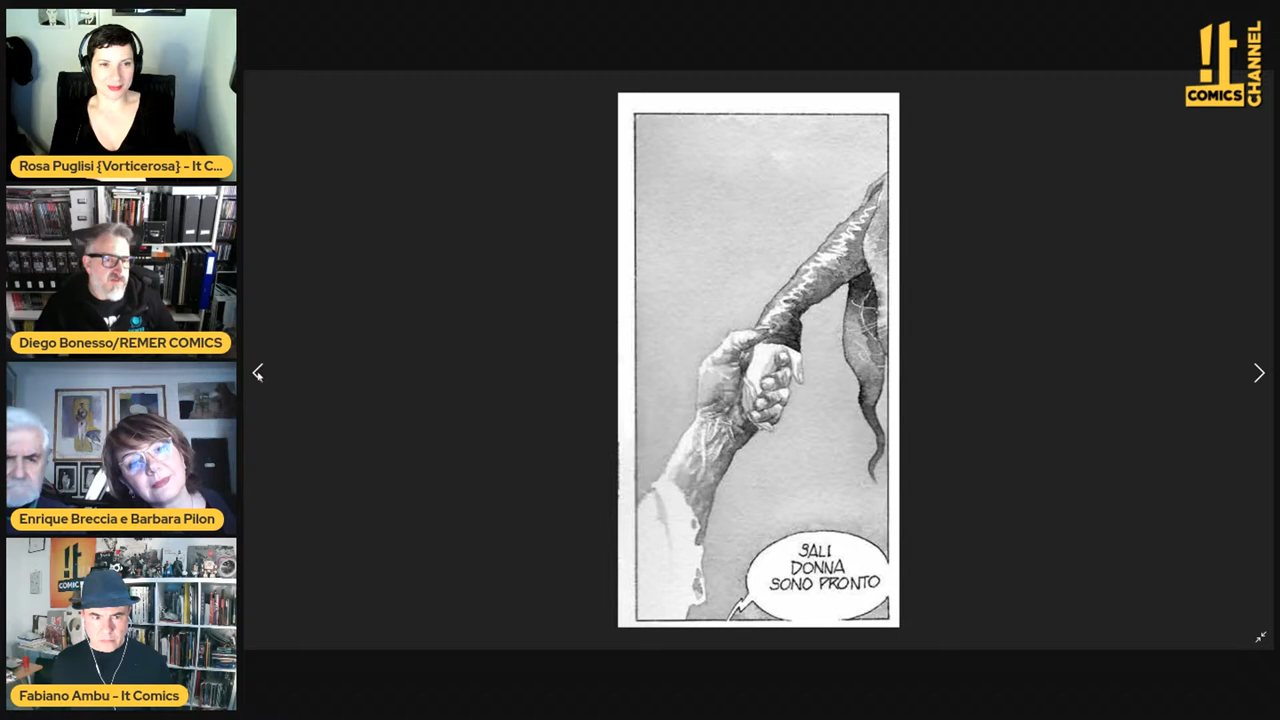 Rosa Puglisi {Vorticerosa} - It C...
Diego Bonesso/REMER COMICS
Enrique Breccia e Barbara Pilon
Fabiano Ambu - It Comics
!t
COMICS
CHANNEL
SALI
DONNA
SONO PRONTO
!t
COMIC